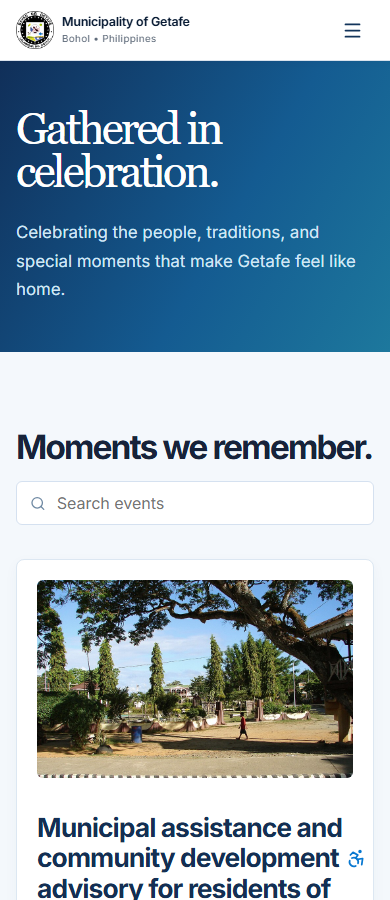 Municipality of Getafe
Bohol • Philippines
Gathered in
celebration.
Celebrating the people, traditions, and
special moments that make Getafe feel like
home.
Moments we remember.
Search events
Municipal assistance and
community development
advisory for residents of